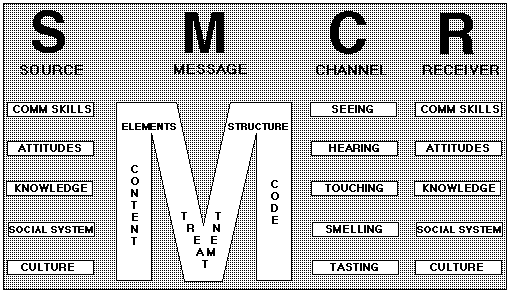 S M C R
SOURCE MESSAGE CHANNEL RECEIVER
COMM SKILLS
ATTITUDES
KNOWLEDGE
SOCIAL SYSTEM
CULTURE
ELEMENTS STRUCTURE
CONTENT
TREATMENT
CODE
SEEING
HEARING
TOUCHING
SMELLING
TASTING
COMM SKILLS
ATTITUDES
KNOWLEDGE
SOCIAL SYSTEM
CULTURE